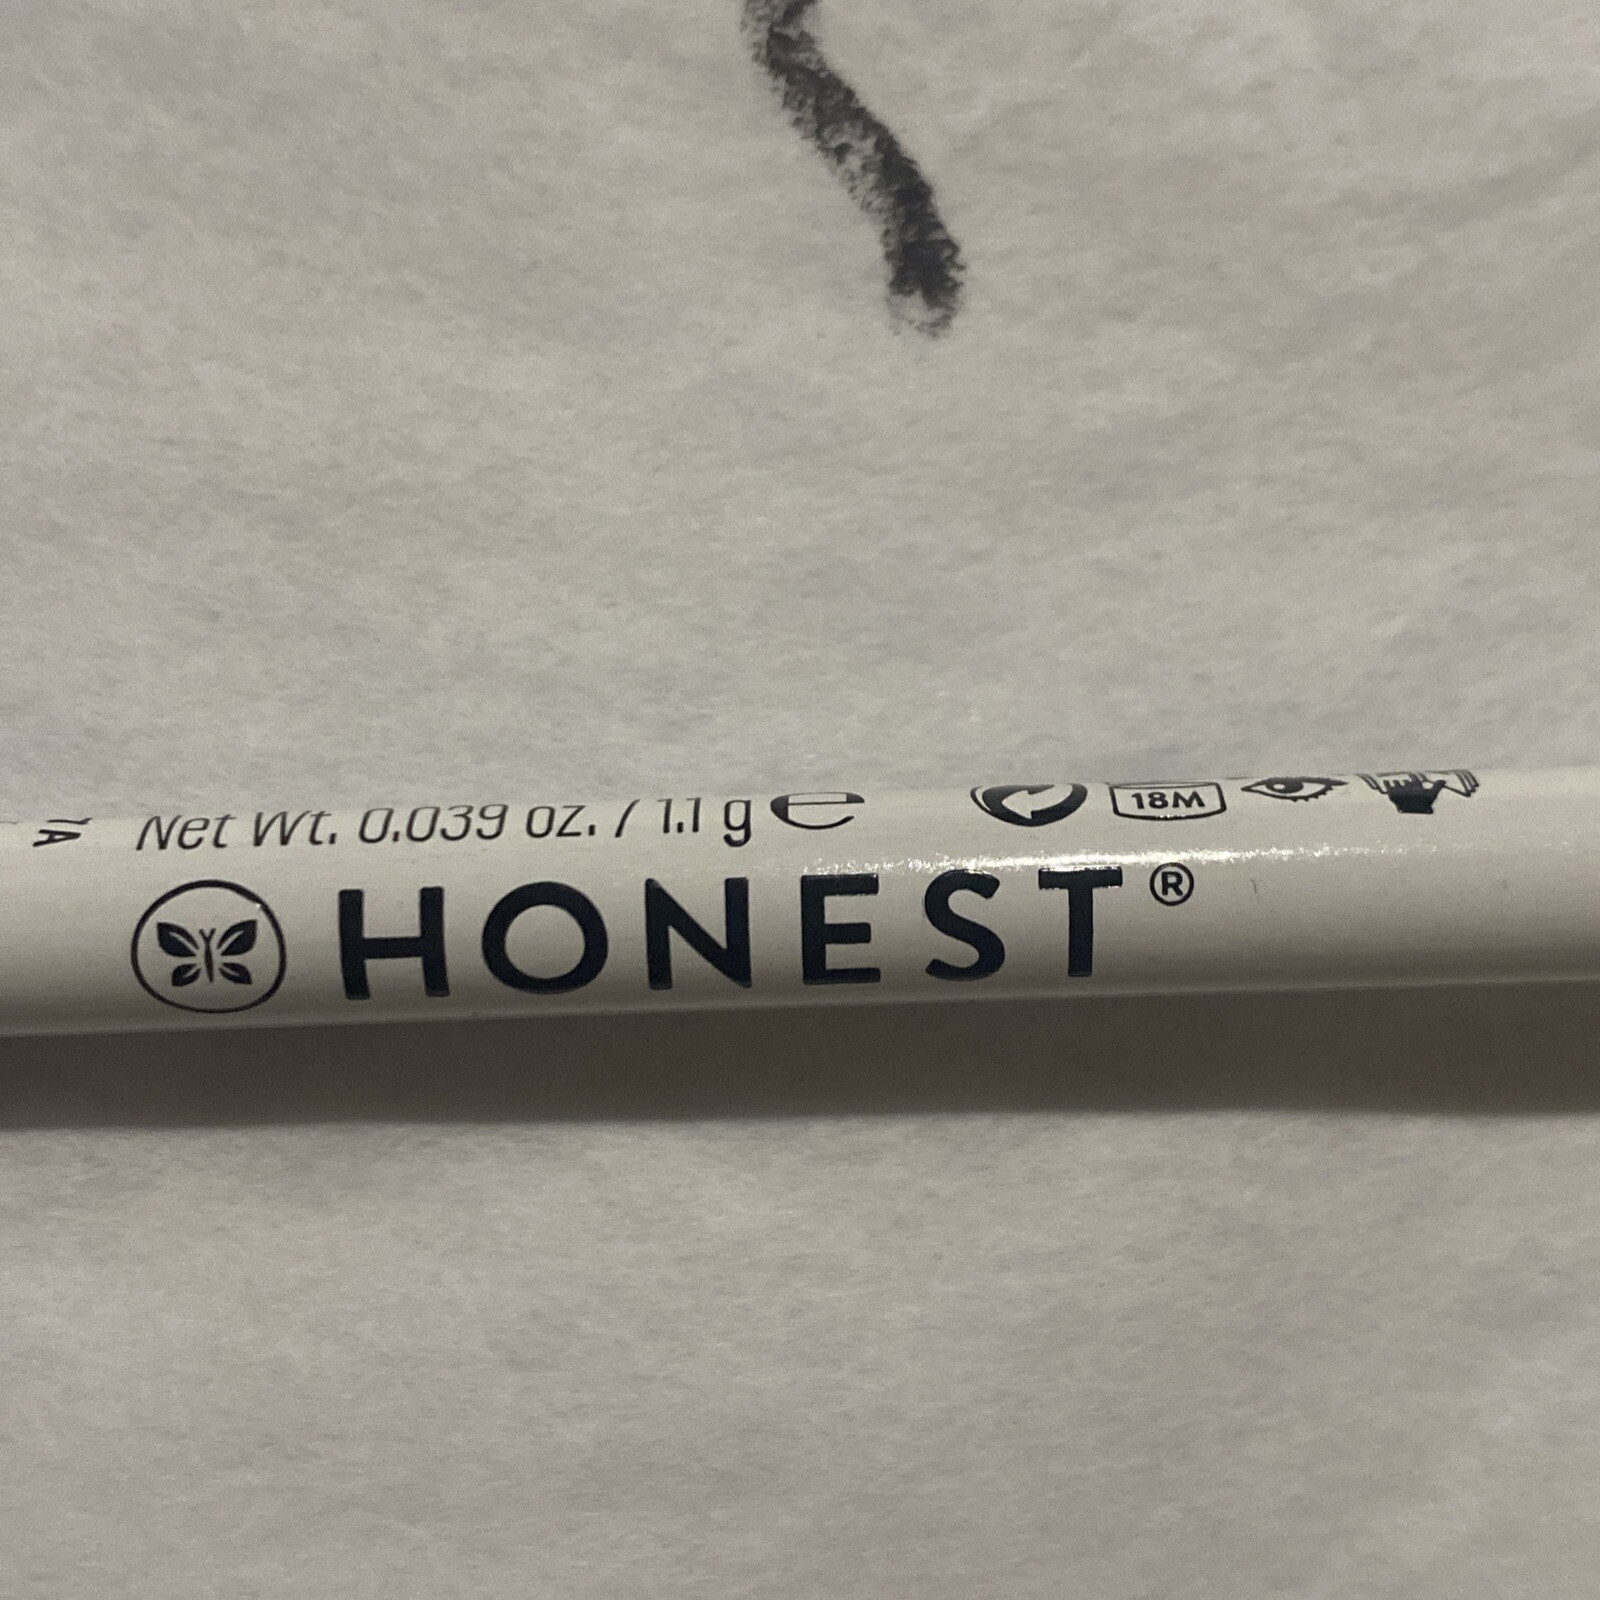 Net Wt. 0.039 oz. / 1.1 g ℮ 18M
HONEST®